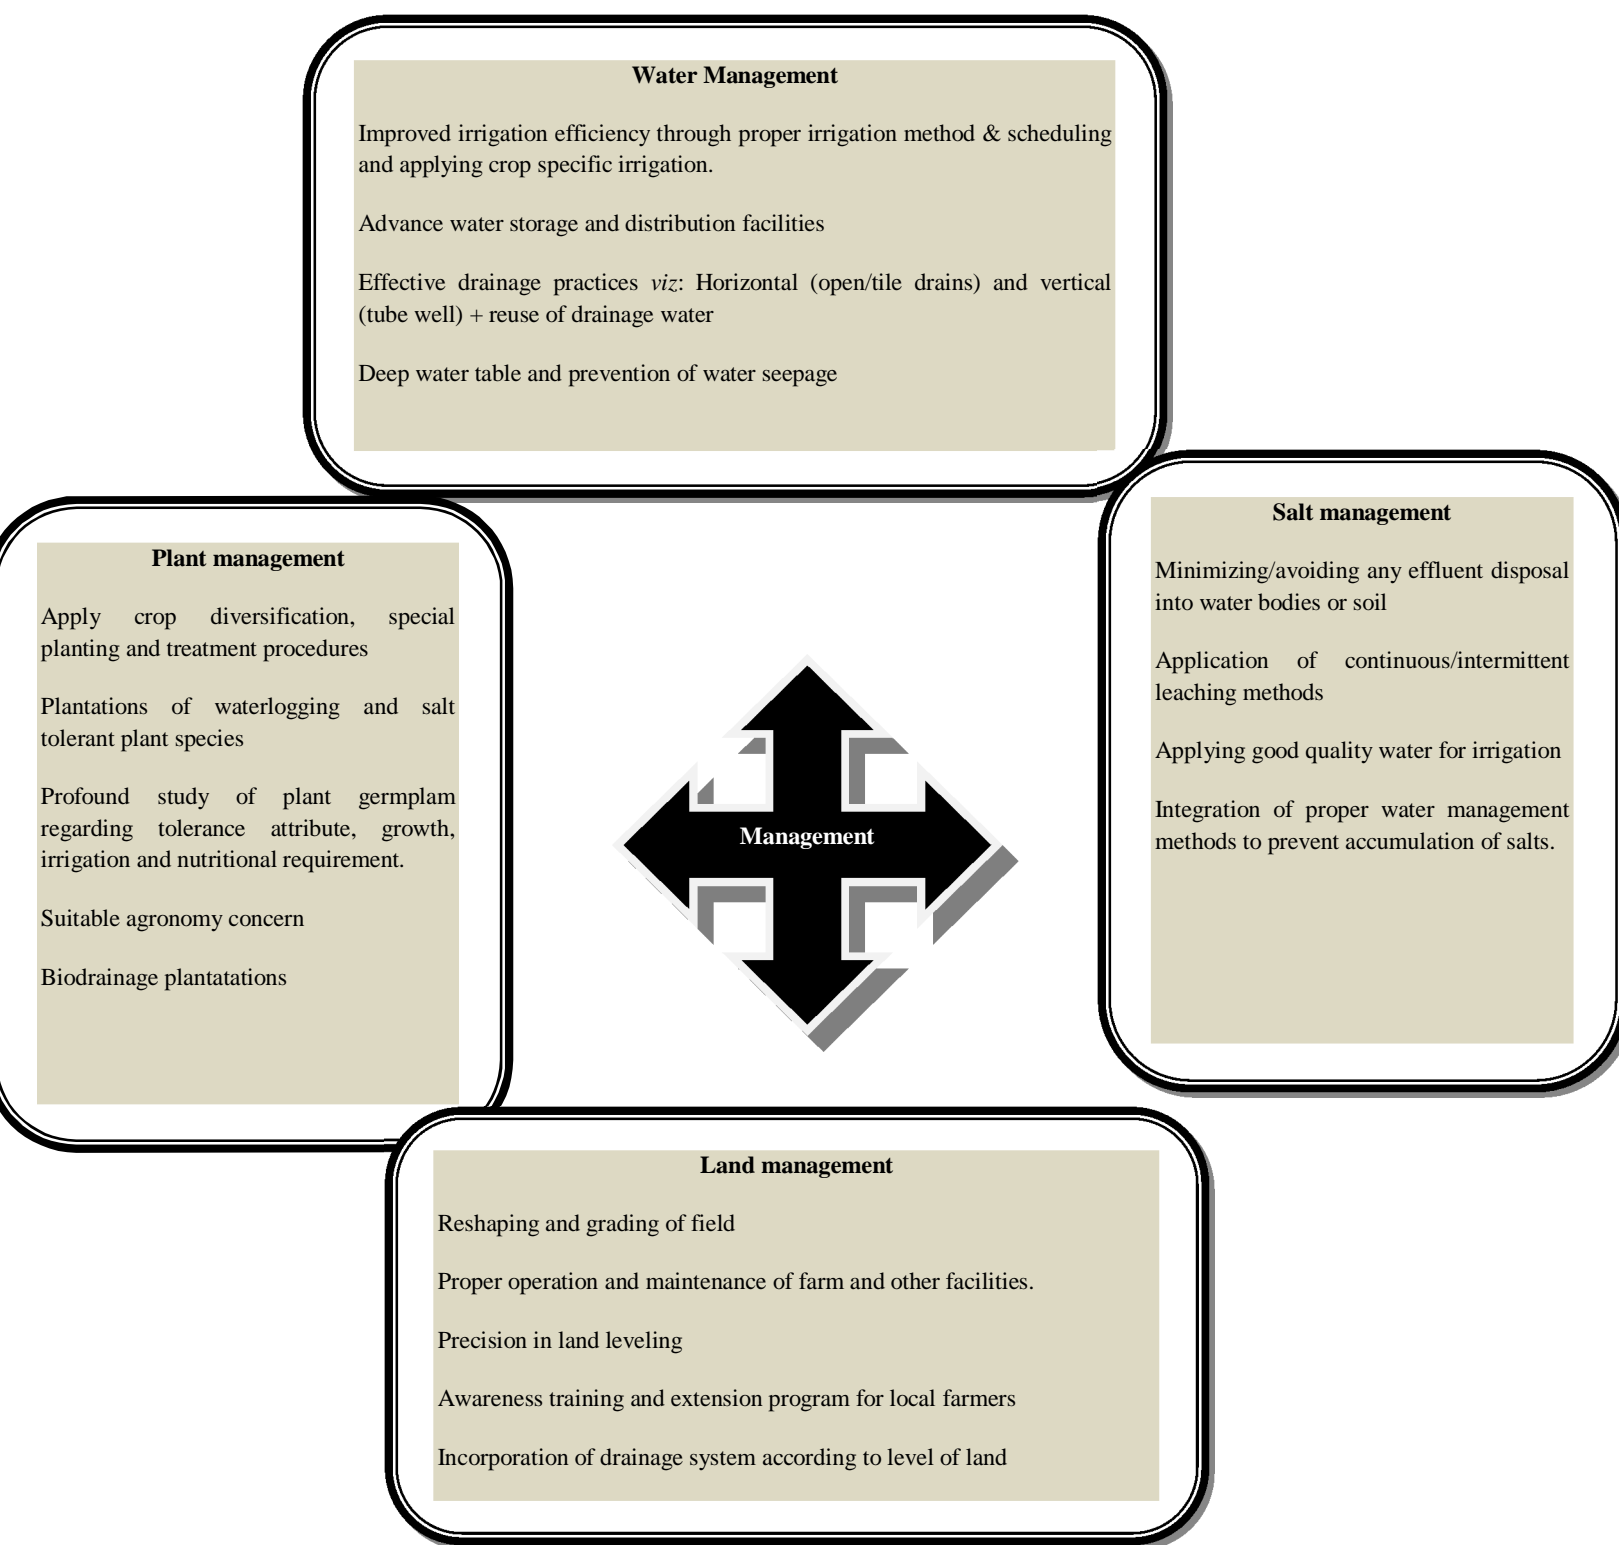 Water Management
Improved irrigation efficiency through proper irrigation method & scheduling
and applying crop specific irrigation.
Advance water storage and distribution facilities
Effective drainage practices viz: Horizontal (open/tile drains) and vertical
(tube well) + reuse of drainage water
Deep water table and prevention of water seepage
Plant management
Apply crop diversification, special
planting and treatment procedures
Plantations of waterlogging and salt
tolerant plant species
Profound study of plant germplam
regarding tolerance attribute, growth,
irrigation and nutritional requirement.
Suitable agronomy concern
Biodrainage plantatations
Management
Salt management
Minimizing/avoiding any effluent disposal
into water bodies or soil
Application of continuous/intermittent
leaching methods
Applying good quality water for irrigation
Integration of proper water management
methods to prevent accumulation of salts.
Land management
Reshaping and grading of field
Proper operation and maintenance of farm and other facilities.
Precision in land leveling
Awareness training and extension program for local farmers
Incorporation of drainage system according to level of land